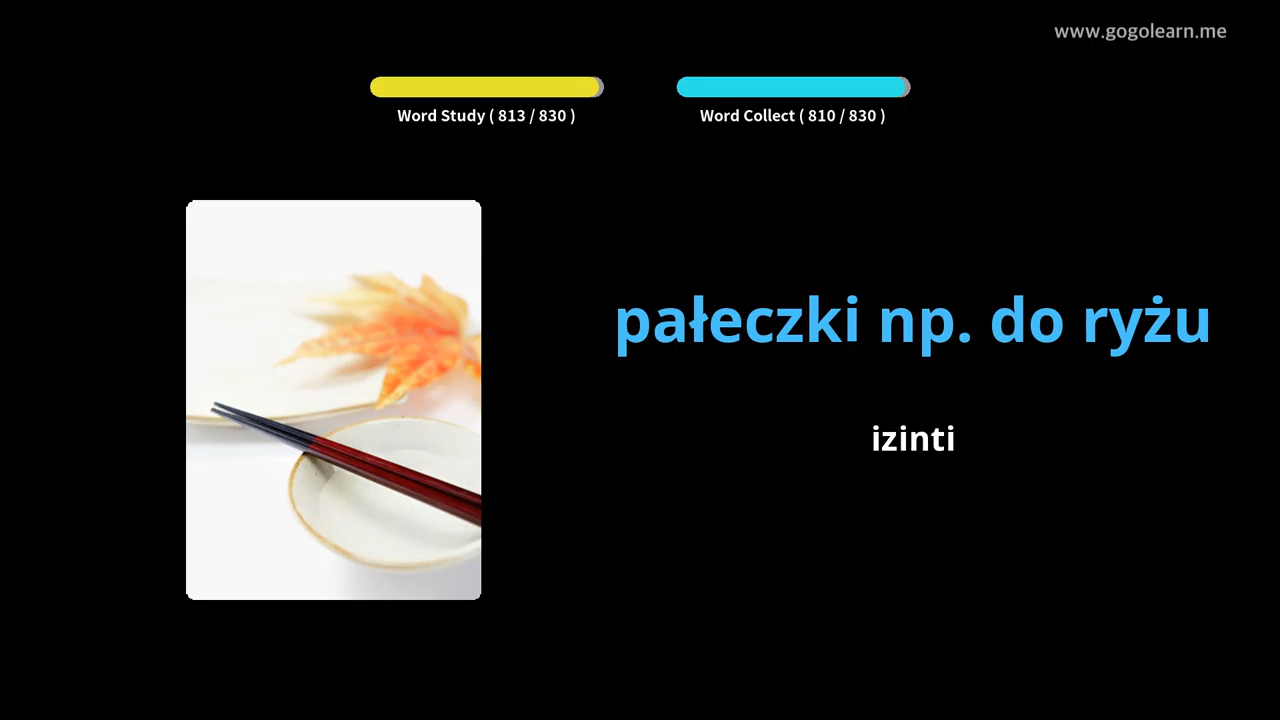 www.gogolearn.me
Word Study ( 813 / 830 )
Word Collect ( 810 / 830 )
pałeczki np. do ryżu
izinti